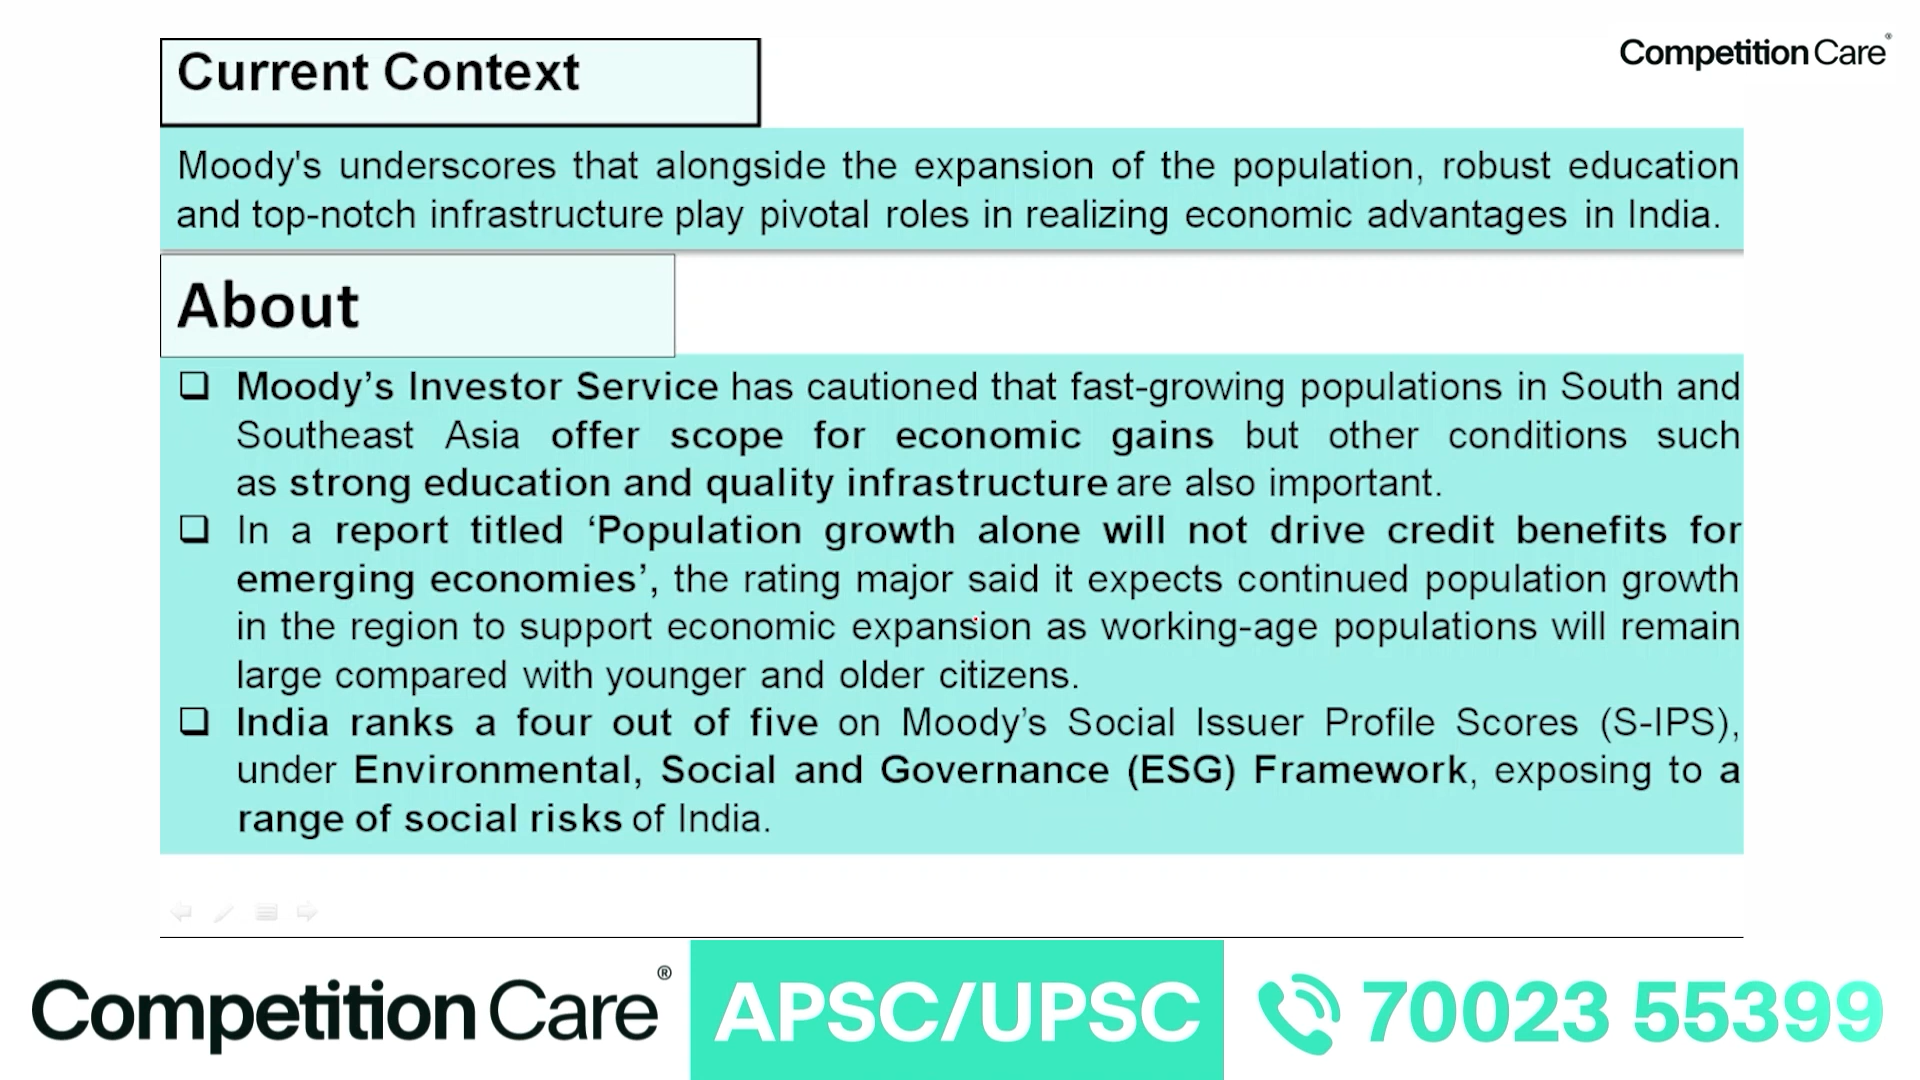 Current Context
Competition Care®
Moody's underscores that alongside the expansion of the population, robust education
and top-notch infrastructure play pivotal roles in realizing economic advantages in India.
About
❑ Moody’s Investor Service has cautioned that fast-growing populations in South and
Southeast Asia offer scope for economic gains but other conditions such
as strong education and quality infrastructure are also important.
❑ In a report titled ‘Population growth alone will not drive credit benefits for
emerging economies’, the rating major said it expects continued population growth
in the region to support economic expansion as working-age populations will remain
large compared with younger and older citizens.
❑ India ranks a four out of five on Moody’s Social Issuer Profile Scores (S-IPS),
under Environmental, Social and Governance (ESG) Framework, exposing to a
range of social risks of India.
Competition Care®
APSC/UPSC
70023 55399